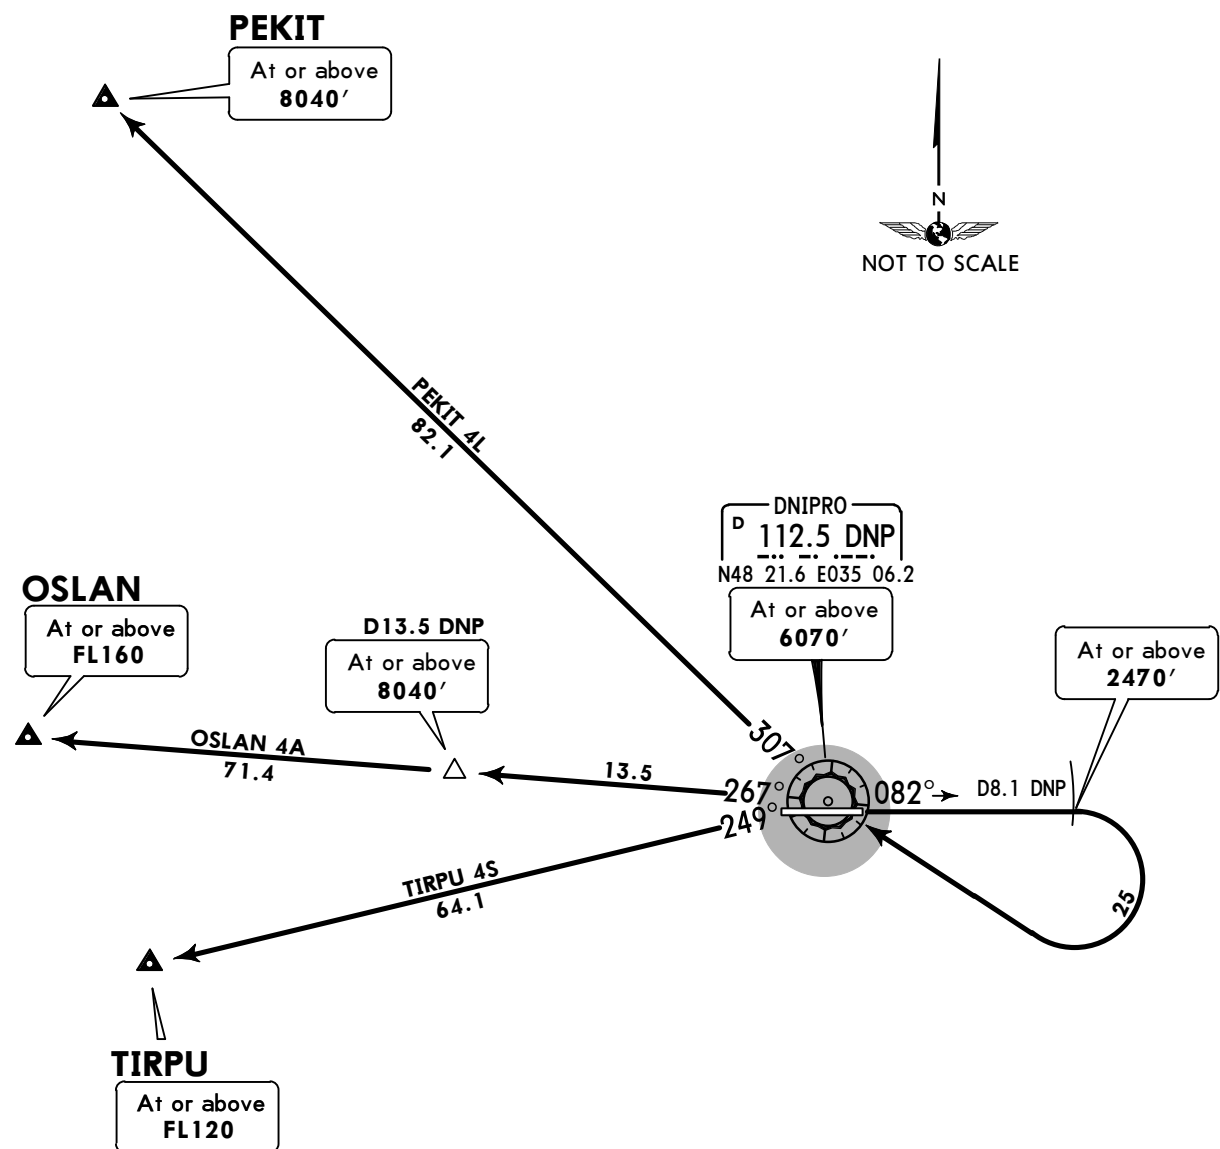 PEKIT
At or above
8040′
N
NOT TO SCALE
PEKIT 4L
82.1
DNIPRO
D 112.5 DNP
N48 21.6 E035 06.2
At or above
6070′
OSLAN
At or above
FL160
D13.5 DNP
At or above
8040′
At or above
2470′
307°
OSLAN 4A
71.4
13.5
267°
082°
D8.1 DNP
249°
TIRPU 4S
64.1
25
TIRPU
At or above
FL120